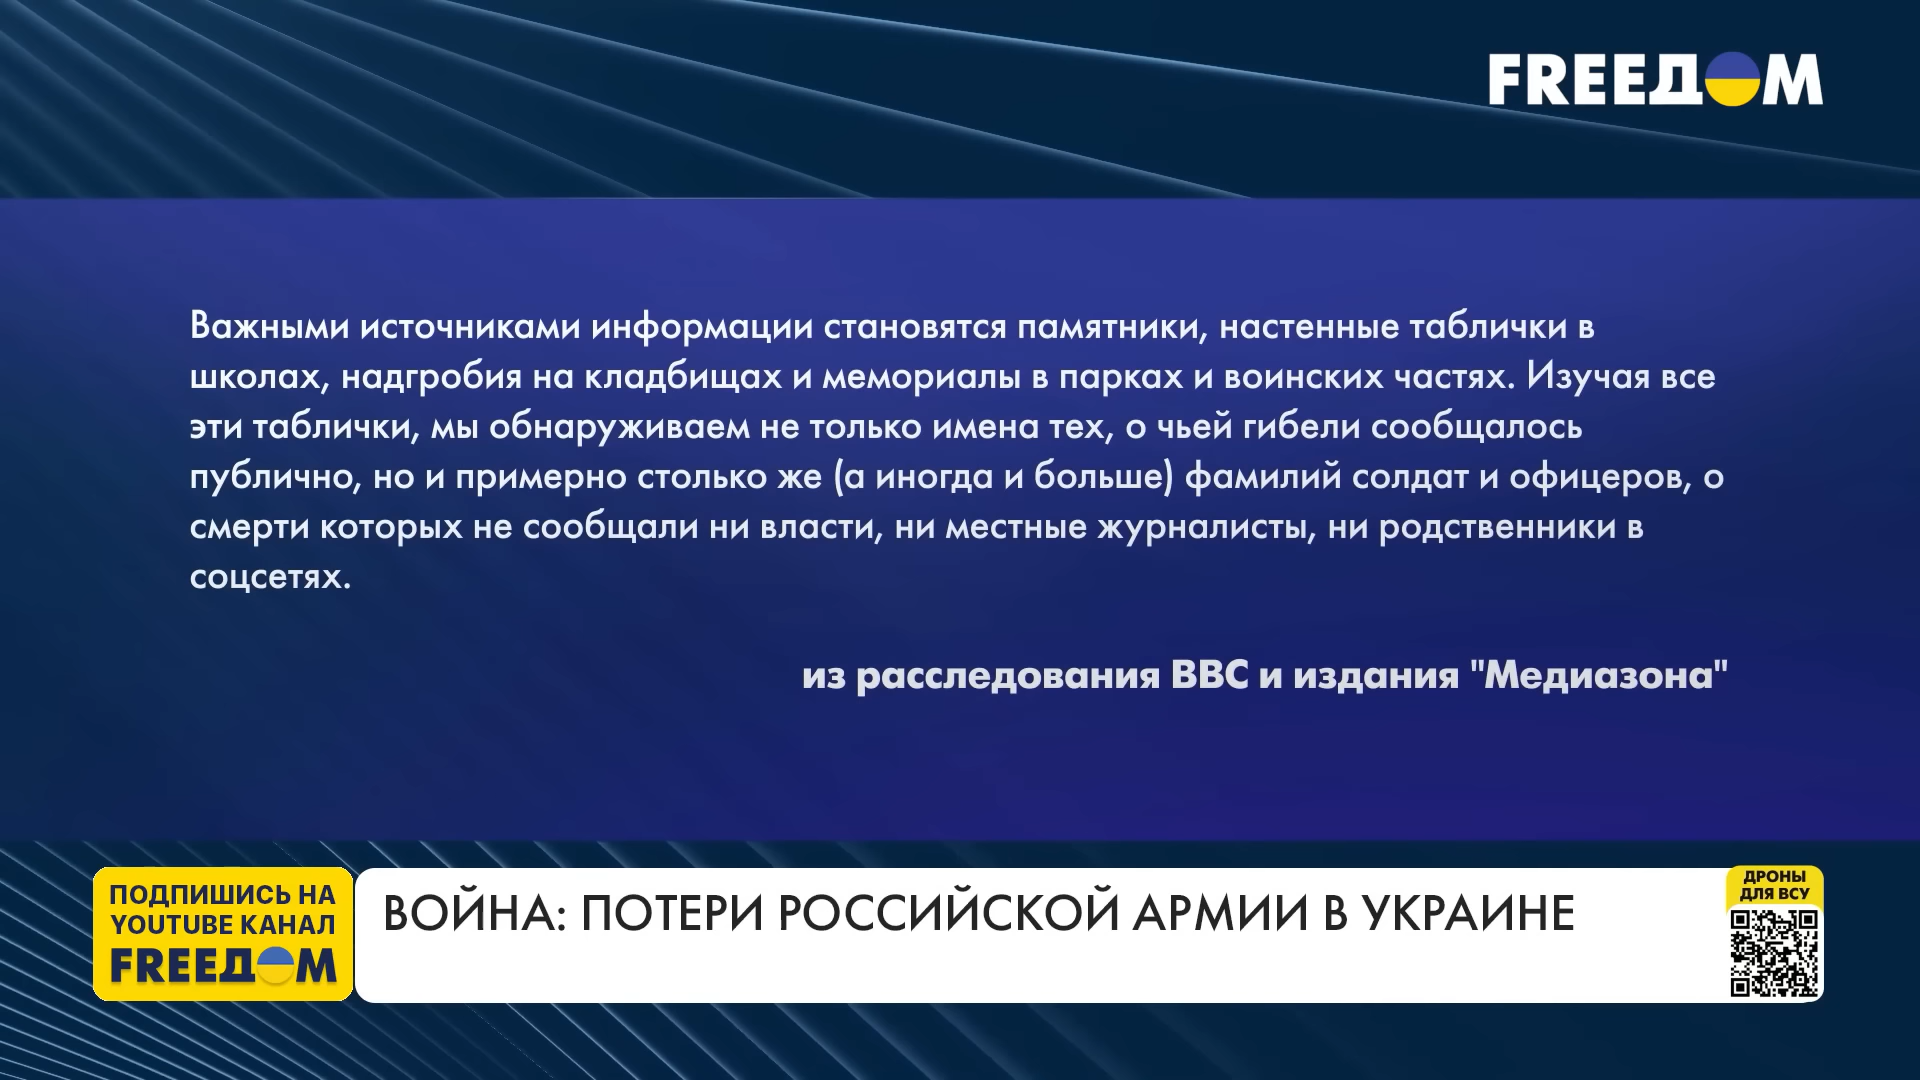 FREEДOM
Важными источниками информации становятся памятники, настенные таблички в
школах, надгробия на кладбищах и мемориалы в парках и воинских частях. Изучая все
эти таблички, мы обнаруживаем не только имена тех, о чьей гибели сообщалось
публично, но и примерно столько же (а иногда и больше) фамилий солдат и офицеров, о
смерти которых не сообщали ни власти, ни местные журналисты, ни родственники в
соцсетях.
из расследования BBC и издания "Медиазона"
ПОДПИШИСЬ НА
YOUTUBE КАНАЛ
FREEДOM
ВОЙНА: ПОТЕРИ РОССИЙСКОЙ АРМИИ В УКРАИНЕ
ДРОНЫ
ДЛЯ ВСУ